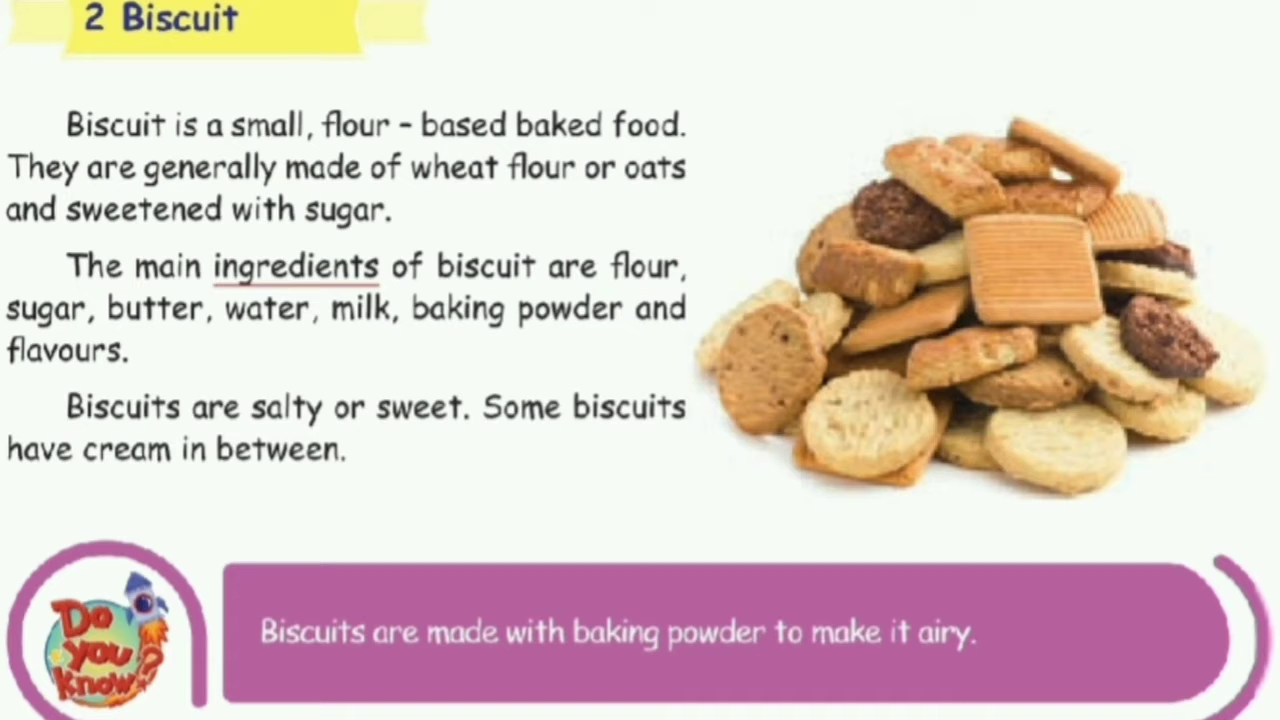 2 Biscuit
Biscuit is a small, flour - based baked food.
They are generally made of wheat flour or oats
and sweetened with sugar.
The main ingredients of biscuit are flour,
sugar, butter, water, milk, baking powder and
flavours.
Biscuits are salty or sweet. Some biscuits
have cream in between.
Do
you
know?
Biscuits are made with baking powder to make it airy.